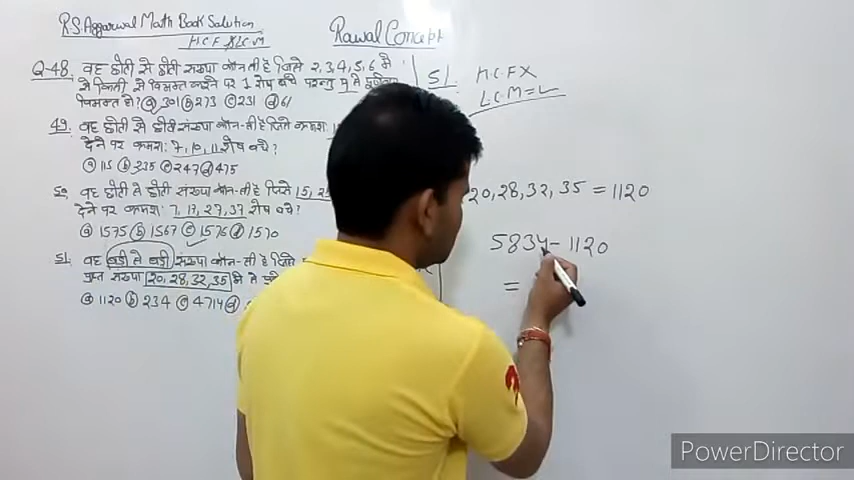 R.S. Aggarwal Math Book Solution
H.C.F & L.C.M
Rawal Concept
Q-48. वह छोटी से छोटी संख्या कौन सी है जिसे 2,3,4,5,6 में
से किसी से विभक्त करने पर 1 शेष बचे परन्तु
विभक्त हो? (a) 301 (b) 273 (c) 231 (d) 61
49. वह छोटी से छोटी संख्या कौन-सी है जिसे क्रमशः
देने पर क्रमशः 7,10,11 शेष बचे?
(a) 115 (b) 235 (c) 247 (d) 475
50. वह छोटी से छोटी संख्या कौन-सी है जिसे 15,
देने पर क्रमशः 7,17,27,37 शेष बचे?
(a) 1575 (b) 1567 (c) 1576 (d) 1570
51. वह बड़ी से बड़ी संख्या कौन-सी है जिसे
प्राप्त संख्या 20,28,32,35 में से
(a) 1120 (b) 234 (c) 4714 (d)
51. H.C.F X
L.C.M = L
20,28,32,35 = 1120
5834 - 1120
=
PowerDirector